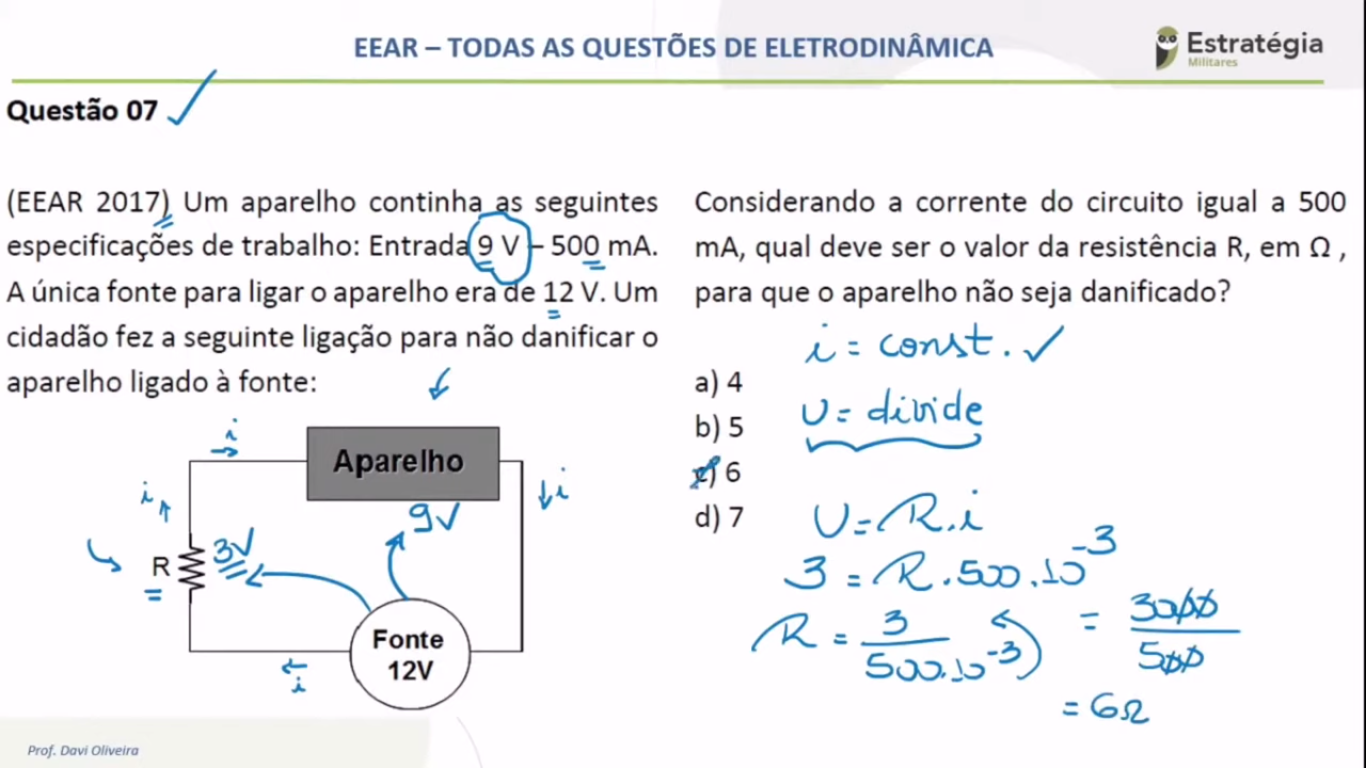 EEAR – TODAS AS QUESTÕES DE ELETRODINÂMICA
Estratégia
Militares
Questão 07
(EEAR 2017) Um aparelho continha as seguintes
especificações de trabalho: Entrada 9 V – 500 mA.
A única fonte para ligar o aparelho era de 12 V. Um
cidadão fez a seguinte ligação para não danificar o
aparelho ligado à fonte:
i
Aparelho
i
i
9V
R
3V
Fonte
12V
i
Considerando a corrente do circuito igual a 500
mA, qual deve ser o valor da resistência R, em Ω ,
para que o aparelho não seja danificado?
i = const. ✓
a) 4
U = divide
b) 5
c) 6
d) 7
U = R.i
3 = R.500.10⁻³
R = 3/500.10⁻³ = 3000/500
= 6Ω
Prof. Davi Oliveira